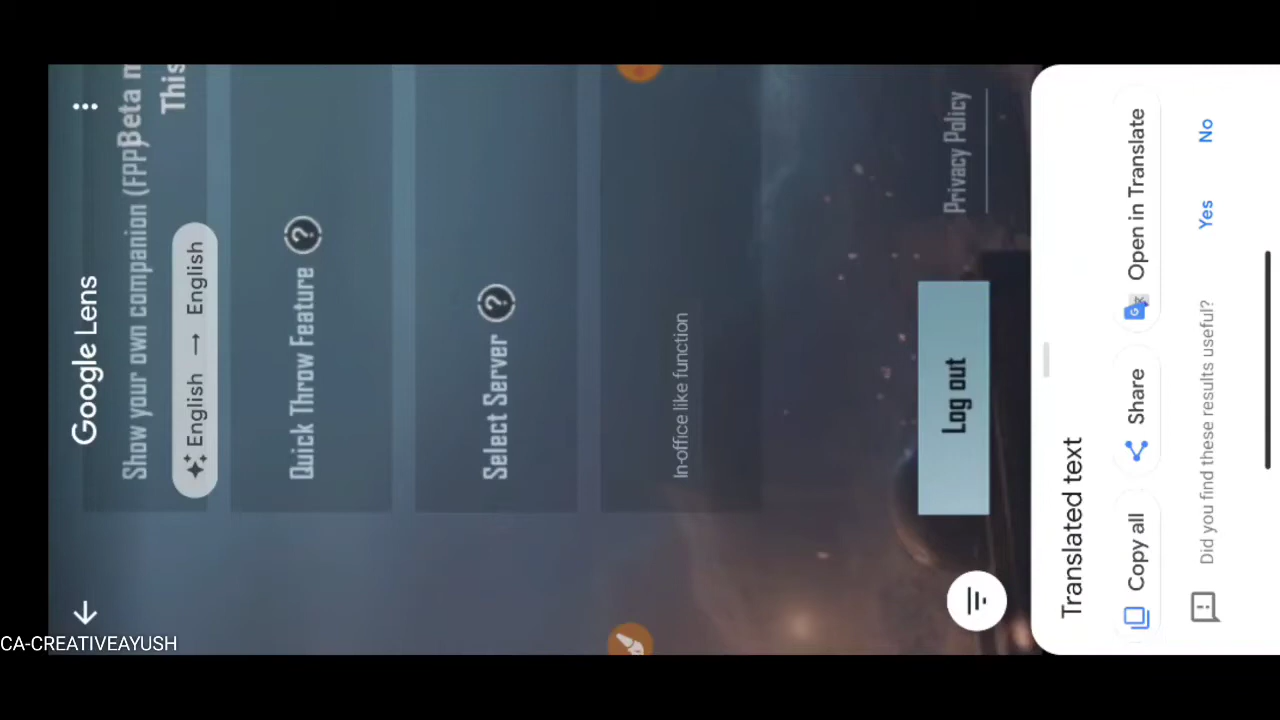 Google Lens
Show your own companion (FPP)
Beta m
This
English → English
Quick Throw Feature
Select Server
In-office like function
Log out
Privacy Policy
Translated text
Copy all
Share
Open in Translate
Did you find these results useful?
Yes
No
CA-CREATIVEAYUSH